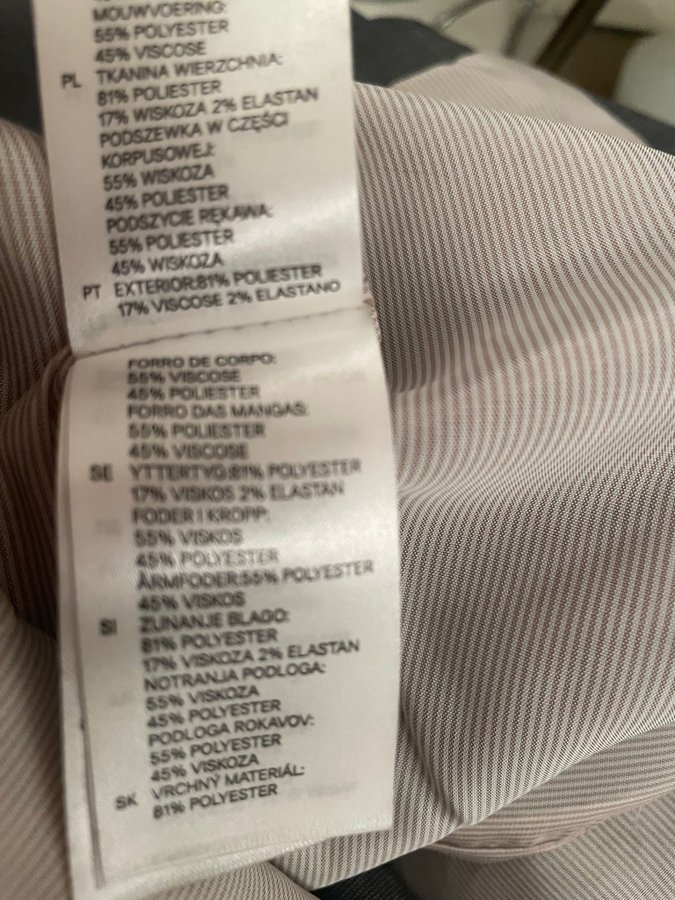 MOUWVOERING:
55% POLYESTER
45% VISCOSE
PL TKANINA WIERZCHNIA:
81% POLIESTER
17% WISKOZA 2% ELASTAN
PODSZEWKA W CZĘŚCI
KORPUSOWEJ:
55% WISKOZA
45% POLIESTER
PODSZYCIE RĘKAWA:
55% POLIESTER
45% WISKOZA
PT EXTERIOR:81% POLIESTER
17% VISCOSE 2% ELASTANO
FORRO DE CORPO:
55% VISCOSE
45% POLIESTER
FORRO DAS MANGAS:
55% POLIESTER
45% VISCOSE
SE YTTERTYG:81% POLYESTER
17% VISKOS 2% ELASTAN
FODER I KROPP:
55% VISKOS
45% POLYESTER
ÄRMFODER:55% POLYESTER
45% VISKOS
SI ZUNANJE BLAGO:
81% POLYESTER
17% VISKOZA 2% ELASTAN
NOTRANJA PODLOGA:
55% VISKOZA
45% POLYESTER
PODLOGA ROKAVOV:
55% POLYESTER
45% VISKOZA
SK VRCHNÝ MATERIÁL:
81% POLYESTER